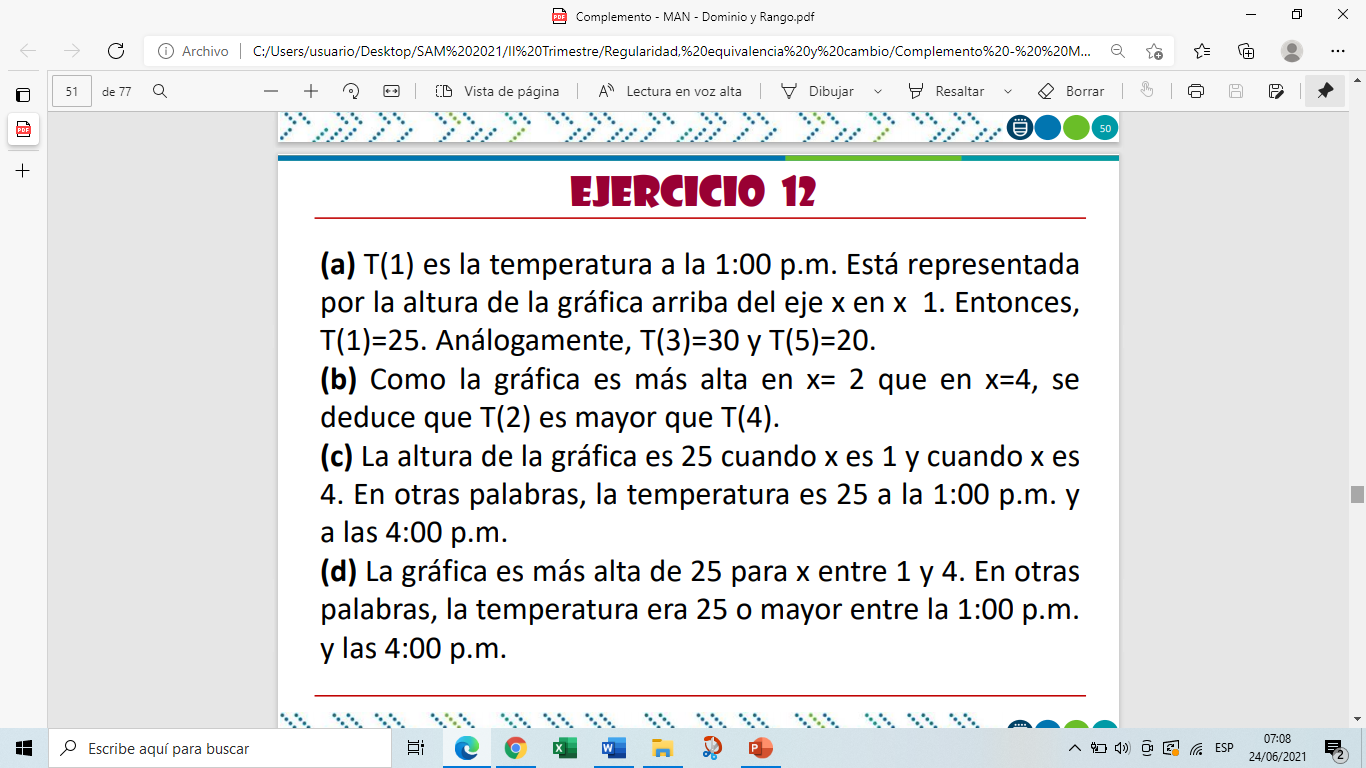 Complemento - MAN - Dominio y Rango.pdf
Archivo
C:/Users/usuario/Desktop/SAM%202021/II%20Trimestre/Regularidad,%20equivalencia%20y%20cambio/Complemento%20-%20%20M...
51 de 77
Vista de página
Lectura en voz alta
Dibujar
Resaltar
Borrar
50
EJERCICIO 12
(a) T(1) es la temperatura a la 1:00 p.m. Está representada
por la altura de la gráfica arriba del eje x en x 1. Entonces,
T(1)=25. Análogamente, T(3)=30 y T(5)=20.
(b) Como la gráfica es más alta en x= 2 que en x=4, se
deduce que T(2) es mayor que T(4).
(c) La altura de la gráfica es 25 cuando x es 1 y cuando x es
4. En otras palabras, la temperatura es 25 a la 1:00 p.m. y
a las 4:00 p.m.
(d) La gráfica es más alta de 25 para x entre 1 y 4. En otras
palabras, la temperatura era 25 o mayor entre la 1:00 p.m.
y las 4:00 p.m.
Escribe aquí para buscar
ESP
07:08
24/06/2021
2